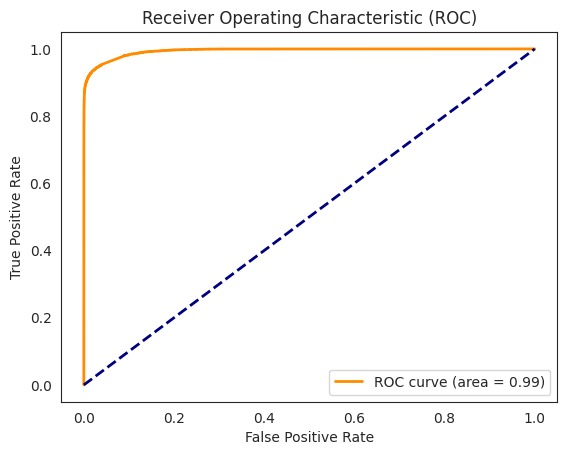 Receiver Operating Characteristic (ROC)
True Positive Rate
1.0
0.8
0.6
0.4
0.2
0.0
ROC curve (area = 0.99)
0.0 0.2 0.4 0.6 0.8 1.0
False Positive Rate